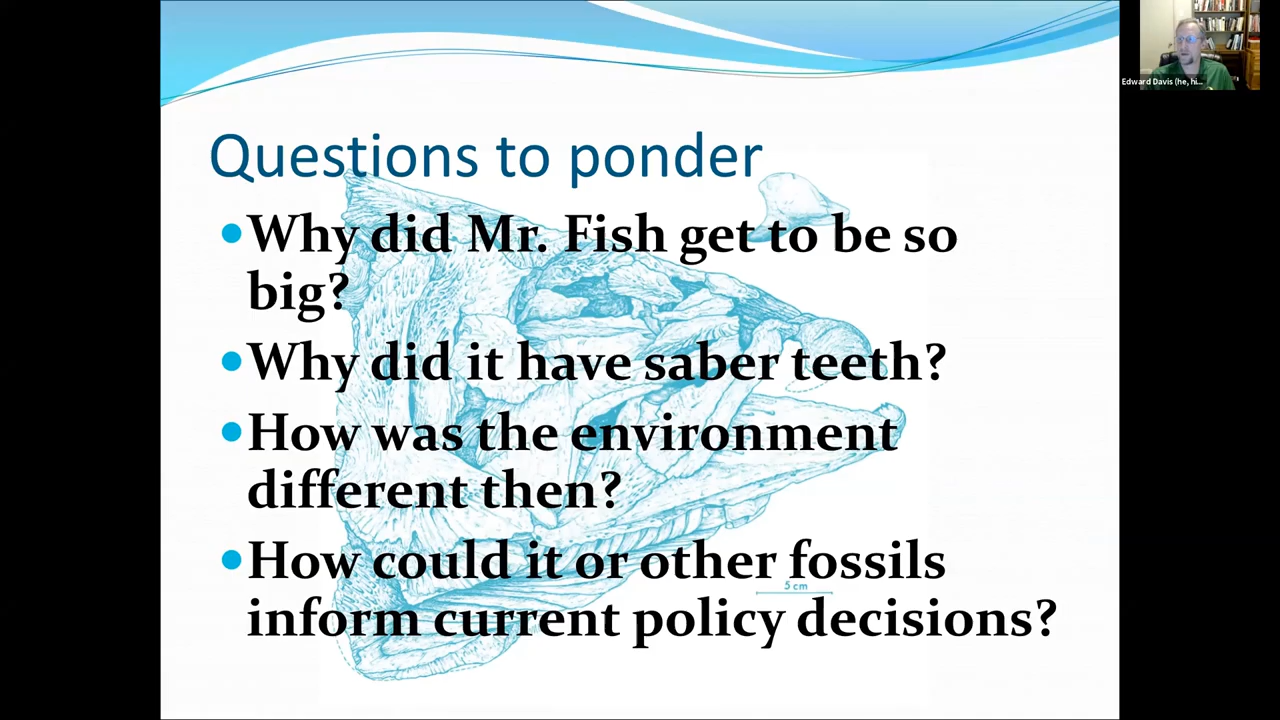 Questions to ponder
•Why did Mr. Fish get to be so
big?
•Why did it have saber teeth?
•How was the environment
different then?
•How could it or other fossils
inform current policy decisions?
5 cm
Edward Davis (he, hi...